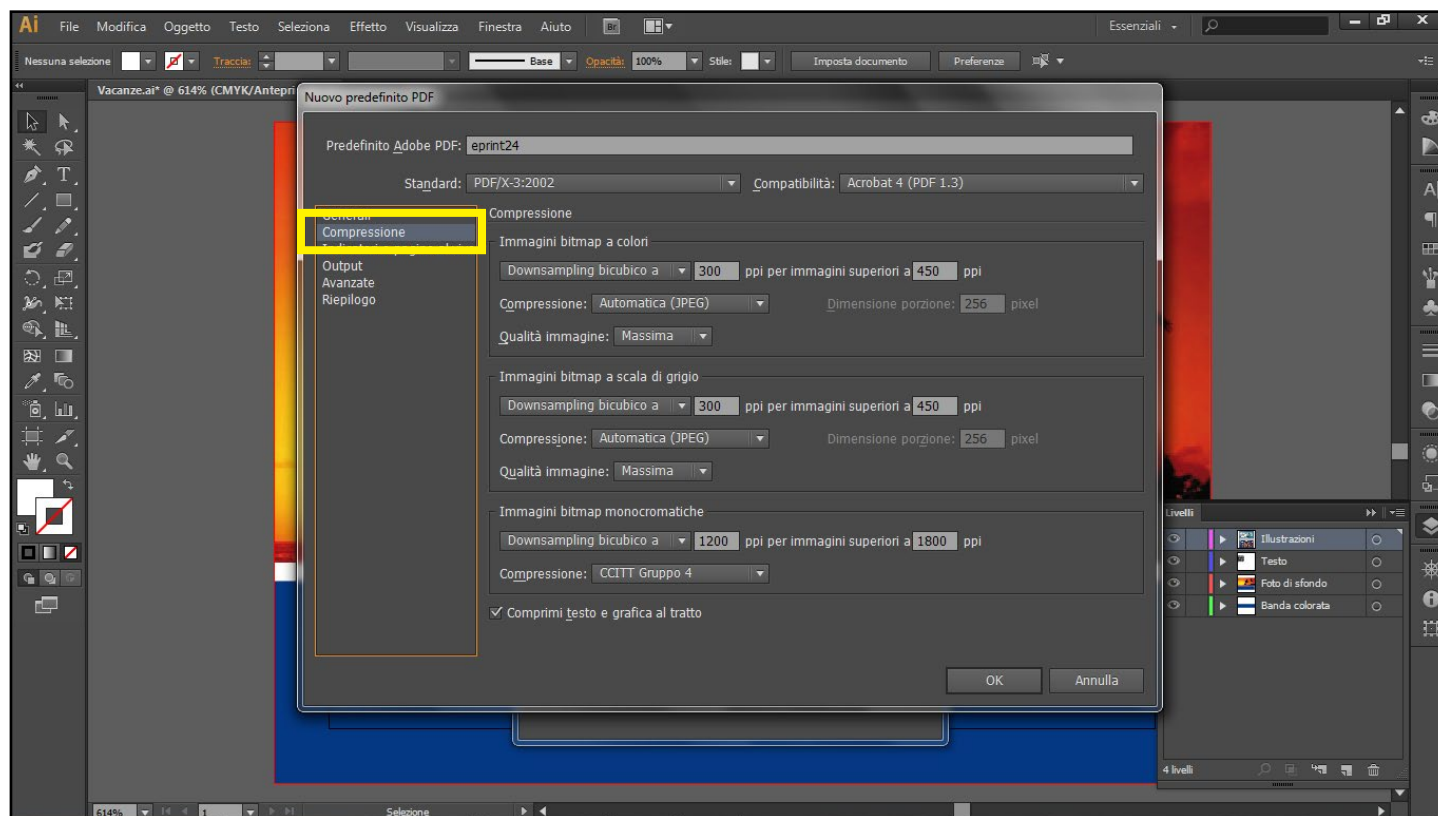 Ai File Modifica Oggetto Testo Seleziona Effetto Visualizza Finestra Aiuto Br Essenziali
Nessuna selezione Traccia: Base Opacità: 100% Stile: Imposta documento Preferenze
Vacanze.ai* @ 614% (CMYK/Antepri
Nuovo predefinito PDF
Predefinito Adobe PDF: eprint24
Standard: PDF/X-3:2002 Compatibilità: Acrobat 4 (PDF 1.3)
Compressione
Output
Avanzate
Riepilogo
Compressione
Immagini bitmap a colori
Downsampling bicubico a 300 ppi per immagini superiori a 450 ppi
Compressione: Automatica (JPEG) Dimensione porzione: 256 pixel
Qualità immagine: Massima
Immagini bitmap a scala di grigio
Downsampling bicubico a 300 ppi per immagini superiori a 450 ppi
Compressione: Automatica (JPEG) Dimensione porzione: 256 pixel
Qualità immagine: Massima
Immagini bitmap monocromatiche
Downsampling bicubico a 1200 ppi per immagini superiori a 1800 ppi
Compressione: CCITT Gruppo 4
Comprimi testo e grafica al tratto
OK Annulla
Livelli
Illustrazioni
Testo
Foto di sfondo
Banda colorata
4 livelli
614% 1 Selezione